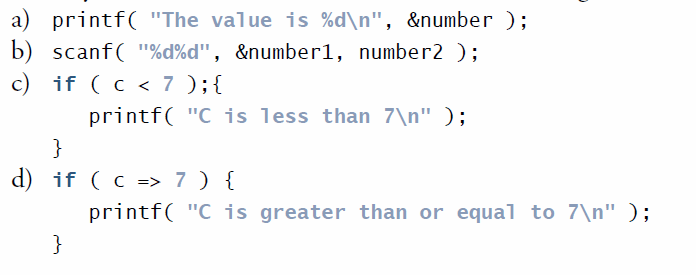 a) printf( "The value is %d\n", &number );
b) scanf( "%d%d", &number1, number2 );
c) if ( c < 7 );{
printf( "C is less than 7\n" );
}
d) if ( c => 7 ) {
printf( "C is greater than or equal to 7\n" );
}